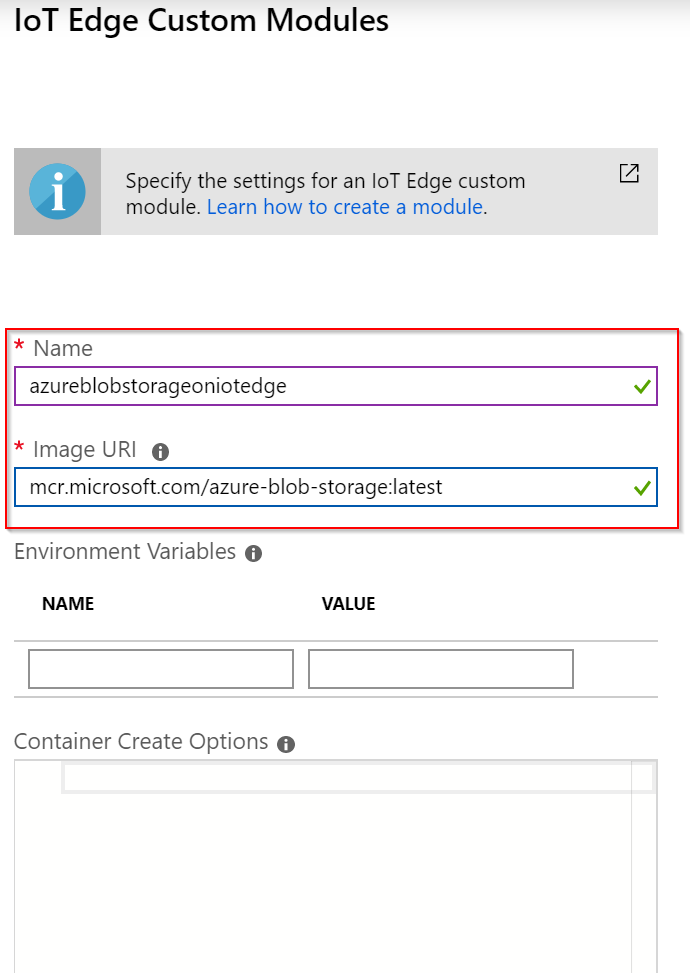 IoT Edge Custom Modules
Specify the settings for an IoT Edge custom
module. Learn how to create a module.
* Name
azureblobstorageoniotedge
* Image URI
mcr.microsoft.com/azure-blob-storage:latest
Environment Variables
NAME VALUE
Container Create Options